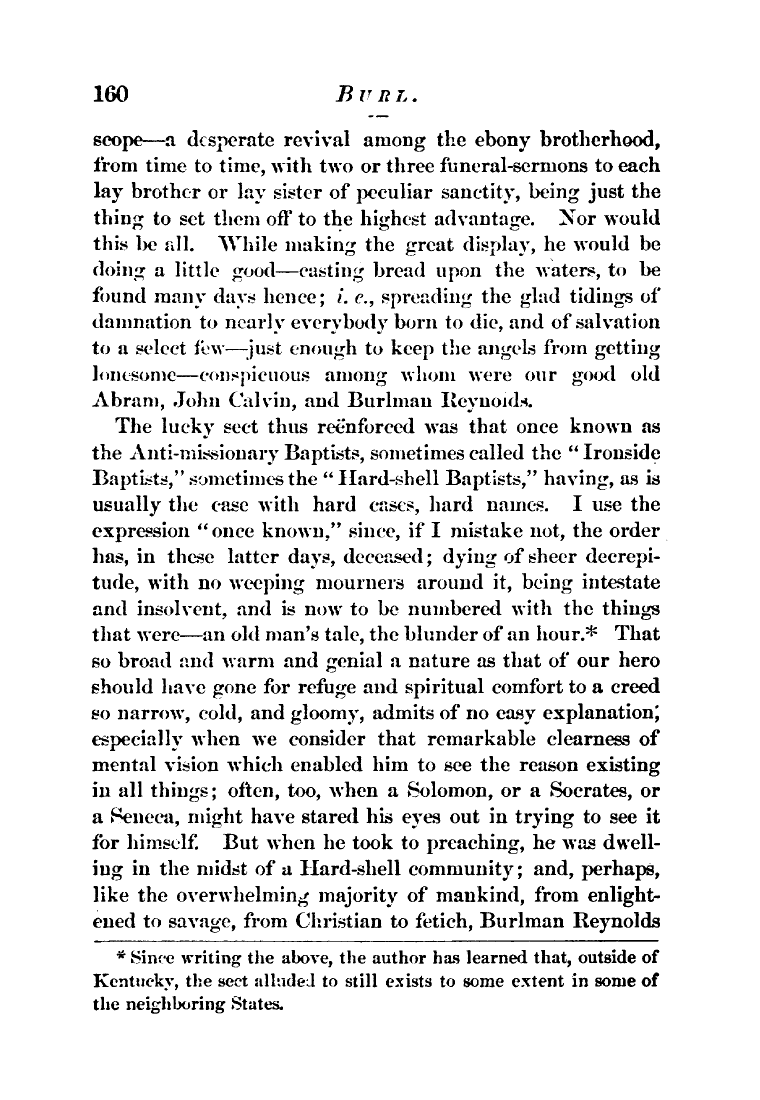 160 BURL.
scope—a desperate revival among the ebony brotherhood,
from time to time, with two or three funeral-sermons to each
lay brother or lay sister of peculiar sanctity, being just the
thing to set them off to the highest advantage. Nor would
this be all. While making the great display, he would be
doing a little good—casting bread upon the waters, to be
found many days hence; i. e., spreading the glad tidings of
damnation to nearly everybody born to die, and of salvation
to a select few—just enough to keep the angels from getting
lonesome—conspicuous among whom were our good old
Abram, John Calvin, and Burlman Reynolds.
The lucky sect thus reënforced was that once known as
the Anti-missionary Baptists, sometimes called the "Ironside
Baptists," sometimes the "Hard-shell Baptists," having, as is
usually the case with hard cases, hard names. I use the
expression "once known," since, if I mistake not, the order
has, in these latter days, deceased; dying of sheer decrepi-
tude, with no weeping mourners around it, being intestate
and insolvent, and is now to be numbered with the things
that were—an old man's tale, the blunder of an hour.* That
so broad and warm and genial a nature as that of our hero
should have gone for refuge and spiritual comfort to a creed
so narrow, cold, and gloomy, admits of no easy explanation;
especially when we consider that remarkable clearness of
mental vision which enabled him to see the reason existing
in all things; often, too, when a Solomon, or a Socrates, or
a Seneca, might have stared his eyes out in trying to see it
for himself. But when he took to preaching, he was dwell-
ing in the midst of a Hard-shell community; and, perhaps,
like the overwhelming majority of mankind, from enlight-
ened to savage, from Christian to fetich, Burlman Reynolds
* Since writing the above, the author has learned that, outside of
Kentucky, the sect alluded to still exists to some extent in some of
the neighboring States.